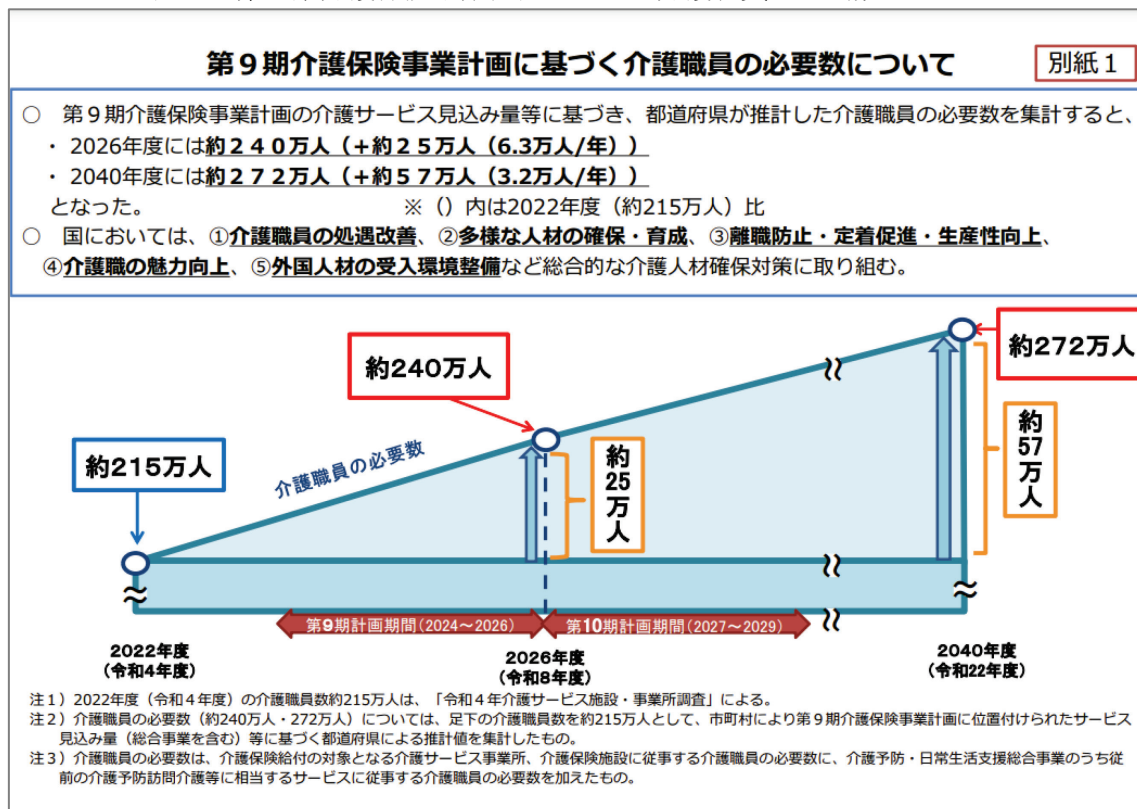 第９期介護保険事業計画に基づく介護職員の必要数について
別紙１
○　第９期介護保険事業計画の介護サービス見込み量等に基づき、都道府県が推計した介護職員の必要数を集計すると、
・ 2026年度には約２４０万人（＋約２５万人（6.3万人/年））
・ 2040年度には約２７２万人（＋約５７万人（3.2万人/年））
となった。　※（）内は2022年度（約215万人）比
○　国においては、①介護職員の処遇改善、②多様な人材の確保・育成、③離職防止・定着促進・生産性向上、
④介護職の魅力向上、⑤外国人材の受入環境整備など総合的な介護人材確保対策に取り組む。
約272万人
約240万人
約215万人
介護職員の必要数
約25万人
約57万人
第９期計画期間（2024～2026）
第10期計画期間（2027～2029）
2022年度
（令和4年度）
2026年度
（令和8年度）
2040年度
（令和22年度）
注１）2022年度（令和４年度）の介護職員数約215万人は、「令和４年介護サービス施設・事業所調査」による。
注２）介護職員の必要数（約240万人・272万人）については、足下の介護職員数を約215万人として、市町村により第９期介護保険事業計画に位置付けられたサービス
見込み量（総合事業を含む）等に基づく都道府県による推計値を集計したもの。
注３）介護職員の必要数は、介護保険給付の対象となる介護サービス事業所、介護保険施設に従事する介護職員の必要数に、介護予防・日常生活支援総合事業のうち従
前の介護予防訪問介護等に相当するサービスに従事する介護職員の必要数を加えたもの。